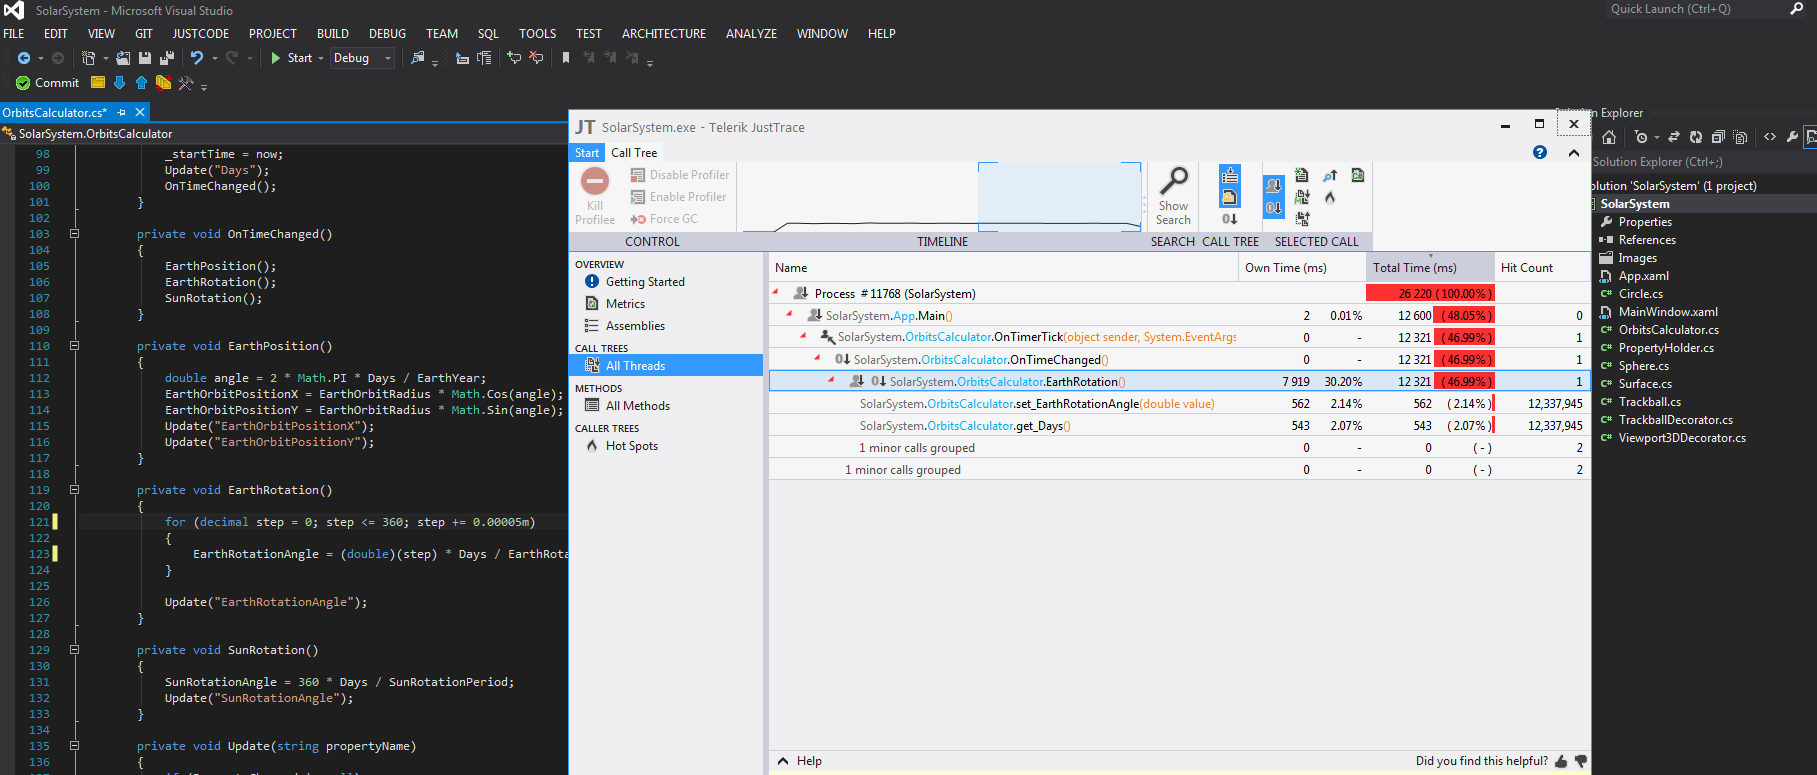 SolarSystem - Microsoft Visual Studio
Quick Launch (Ctrl+Q)
FILE EDIT VIEW GIT JUSTCODE PROJECT BUILD DEBUG TEAM SQL TOOLS TEST ARCHITECTURE ANALYZE WINDOW HELP
Start Debug
Commit
OrbitsCalculator.cs*
SolarSystem.OrbitsCalculator
98 _startTime = now;
99 Update("Days");
100 OnTimeChanged();
101 }
102
103 private void OnTimeChanged()
104 {
105 EarthPosition();
106 EarthRotation();
107 SunRotation();
108 }
109
110 private void EarthPosition()
111 {
112 double angle = 2 * Math.PI * Days / EarthYear;
113 EarthOrbitPositionX = EarthOrbitRadius * Math.Cos(angle);
114 EarthOrbitPositionY = EarthOrbitRadius * Math.Sin(angle);
115 Update("EarthOrbitPositionX");
116 Update("EarthOrbitPositionY");
117 }
118
119 private void EarthRotation()
120 {
121 for (decimal step = 0; step <= 360; step += 0.00005m)
122 {
123 EarthRotationAngle = (double)(step) * Days / EarthRota
124 }
125
126 Update("EarthRotationAngle");
127 }
128
129 private void SunRotation()
130 {
131 SunRotationAngle = 360 * Days / SunRotationPeriod;
132 Update("SunRotationAngle");
133 }
134
135 private void Update(string propertyName)
136 {
JT SolarSystem.exe - Telerik JustTrace
Start Call Tree
Kill Profilee
Disable Profiler
Enable Profiler
Force GC
Show Search
CONTROL TIMELINE SEARCH CALL TREE SELECTED CALL
OVERVIEW
Getting Started
Metrics
Assemblies
CALL TREES
All Threads
METHODS
All Methods
CALLER TREES
Hot Spots
Name Own Time (ms) Total Time (ms) Hit Count
Process #11768 (SolarSystem) 26 220 (100.00%)
SolarSystem.App.Main() 2 0.01% 12 600 (48.05%) 0
SolarSystem.OrbitsCalculator.OnTimerTick(object sender, System.EventArgs 0 - 12 321 (46.99%) 1
SolarSystem.OrbitsCalculator.OnTimeChanged() 0 - 12 321 (46.99%) 1
SolarSystem.OrbitsCalculator.EarthRotation() 7 919 30.20% 12 321 (46.99%) 1
SolarSystem.OrbitsCalculator.set_EarthRotationAngle(double value) 562 2.14% 562 (2.14%) 12,337,945
SolarSystem.OrbitsCalculator.get_Days() 543 2.07% 543 (2.07%) 12,337,945
1 minor calls grouped 0 - 0 (-) 2
1 minor calls grouped 0 - 0 (-) 2
Help
Did you find this helpful?
Explorer
Solution Explorer (Ctrl+;)
olution 'SolarSystem' (1 project)
SolarSystem
Properties
References
Images
App.xaml
Circle.cs
MainWindow.xaml
OrbitsCalculator.cs
PropertyHolder.cs
Sphere.cs
Surface.cs
Trackball.cs
TrackballDecorator.cs
Viewport3DDecorator.cs